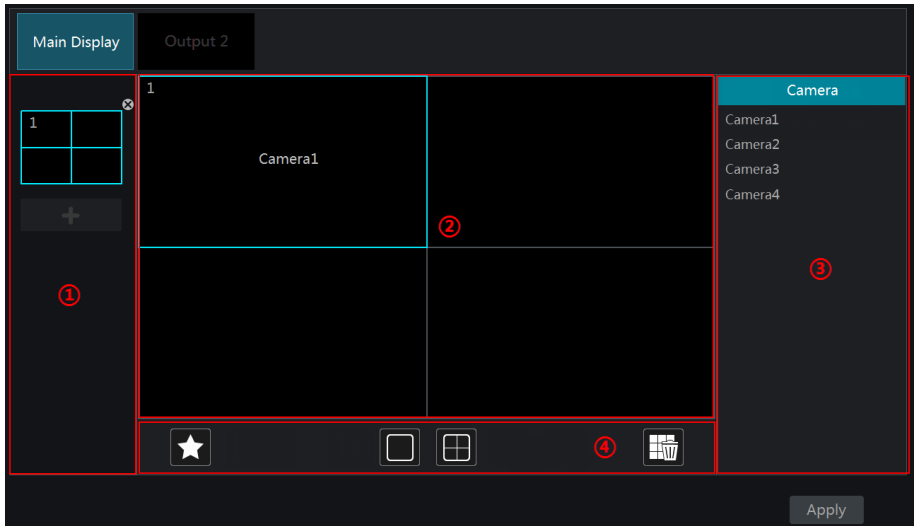 Main Display
Output 2
1
1
Camera1
②
①
Camera
Camera1
Camera2
Camera3
Camera4
③
④
Apply